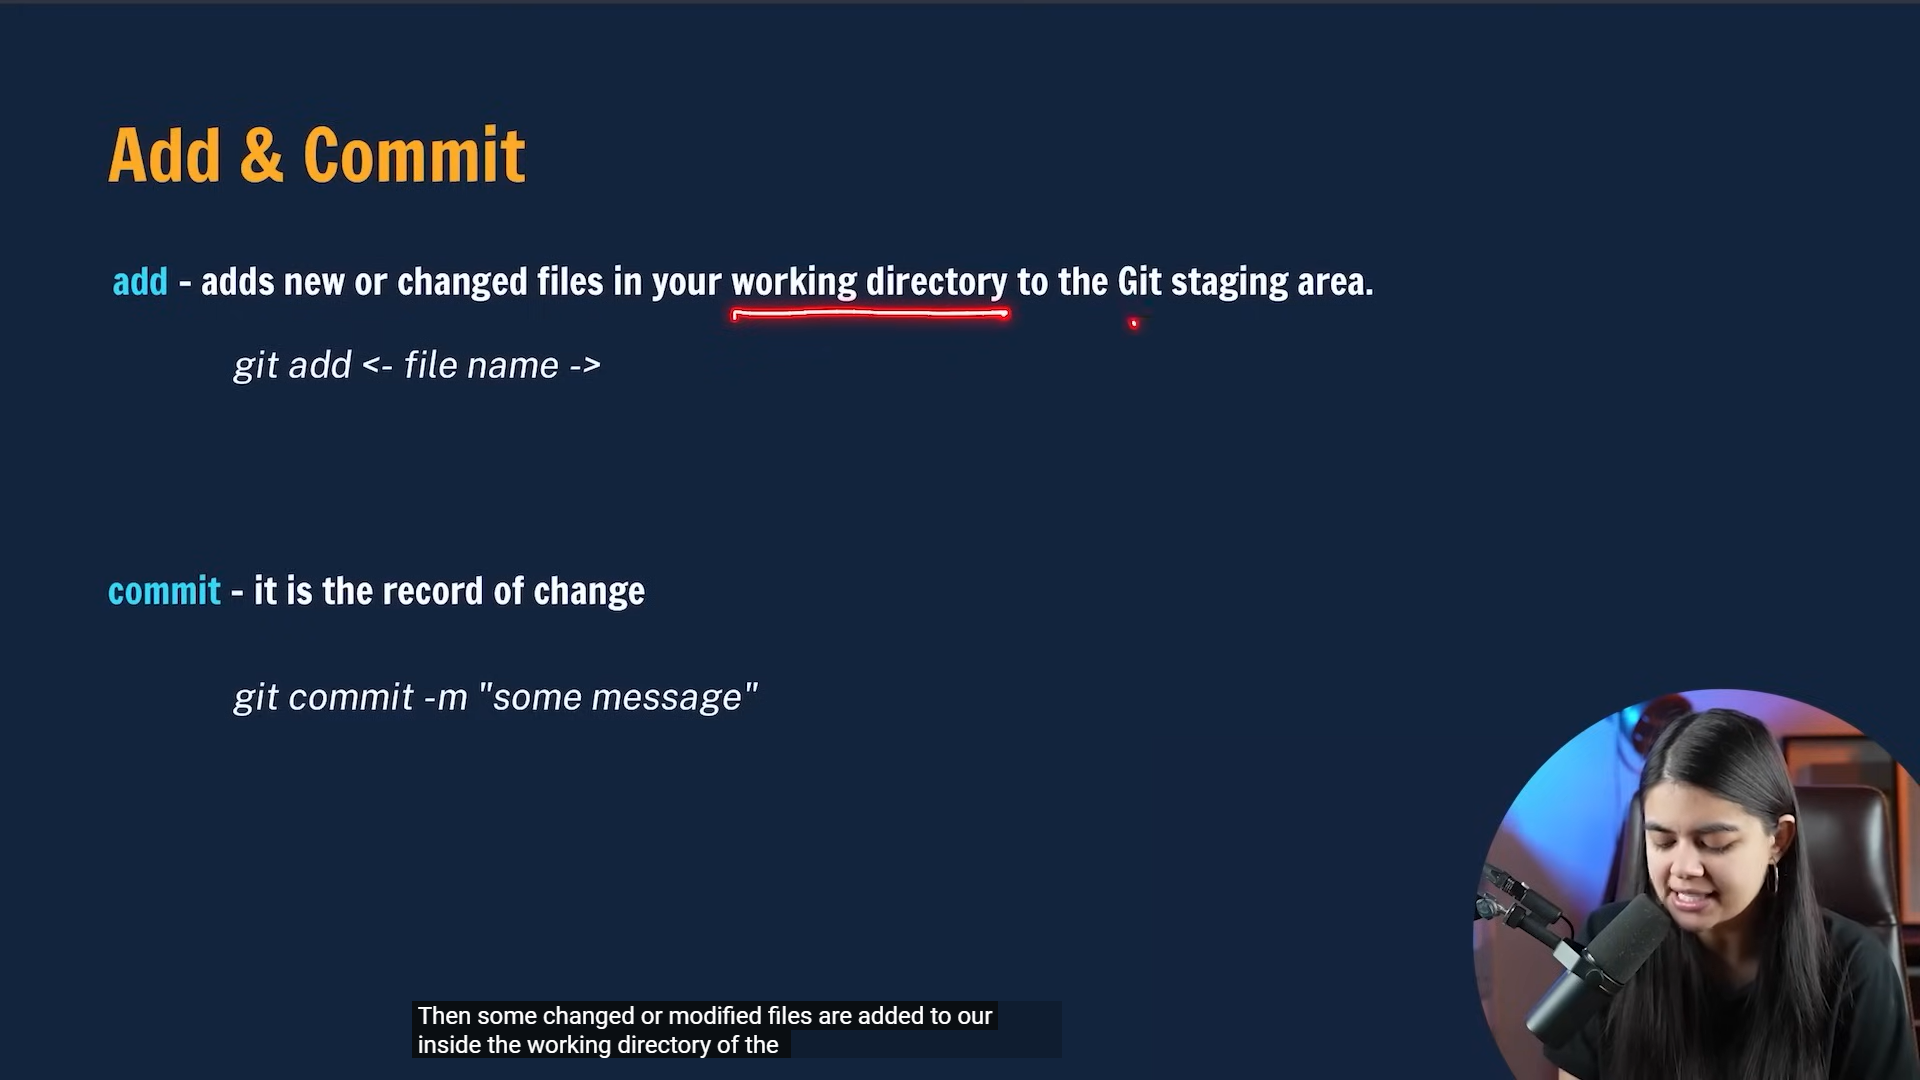 Add & Commit
add - adds new or changed files in your working directory to the Git staging area.
git add <- file name ->
commit - it is the record of change
git commit -m "some message"
Then some changed or modified files are added to our
inside the working directory of the